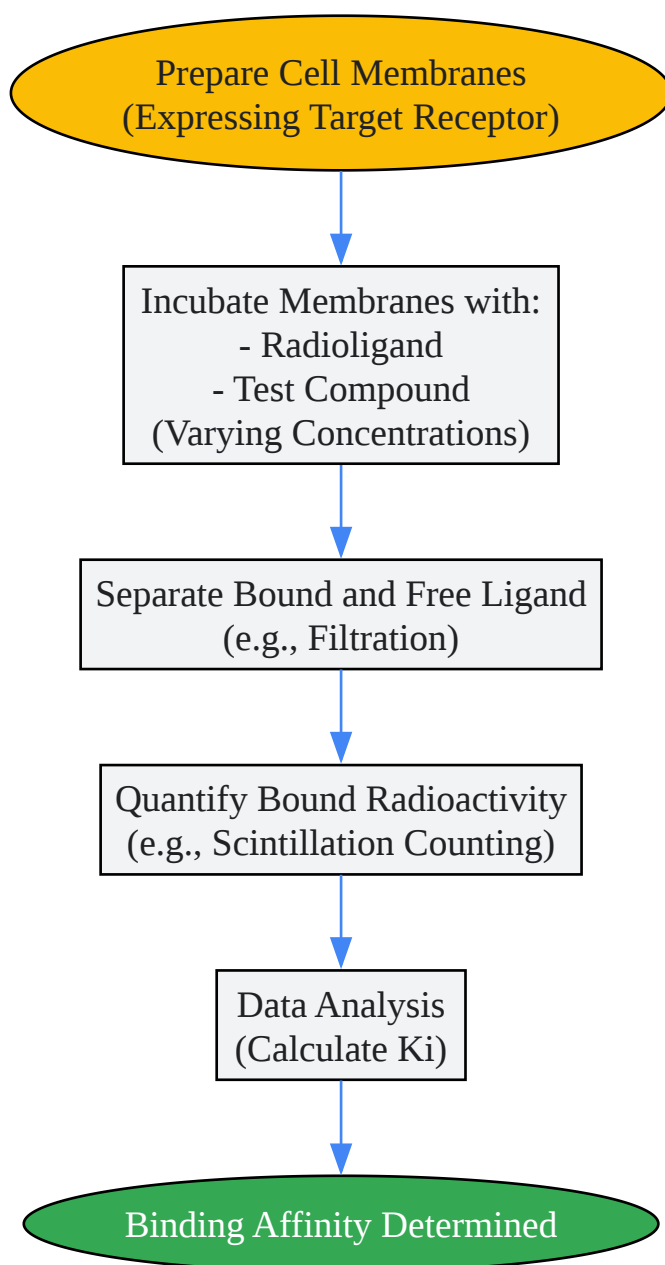 Prepare Cell Membranes
(Expressing Target Receptor)
Incubate Membranes with:
- Radioligand
- Test Compound
(Varying Concentrations)
Separate Bound and Free Ligand
(e.g., Filtration)
Quantify Bound Radioactivity
(e.g., Scintillation Counting)
Data Analysis
(Calculate Ki)
Binding Affinity Determined